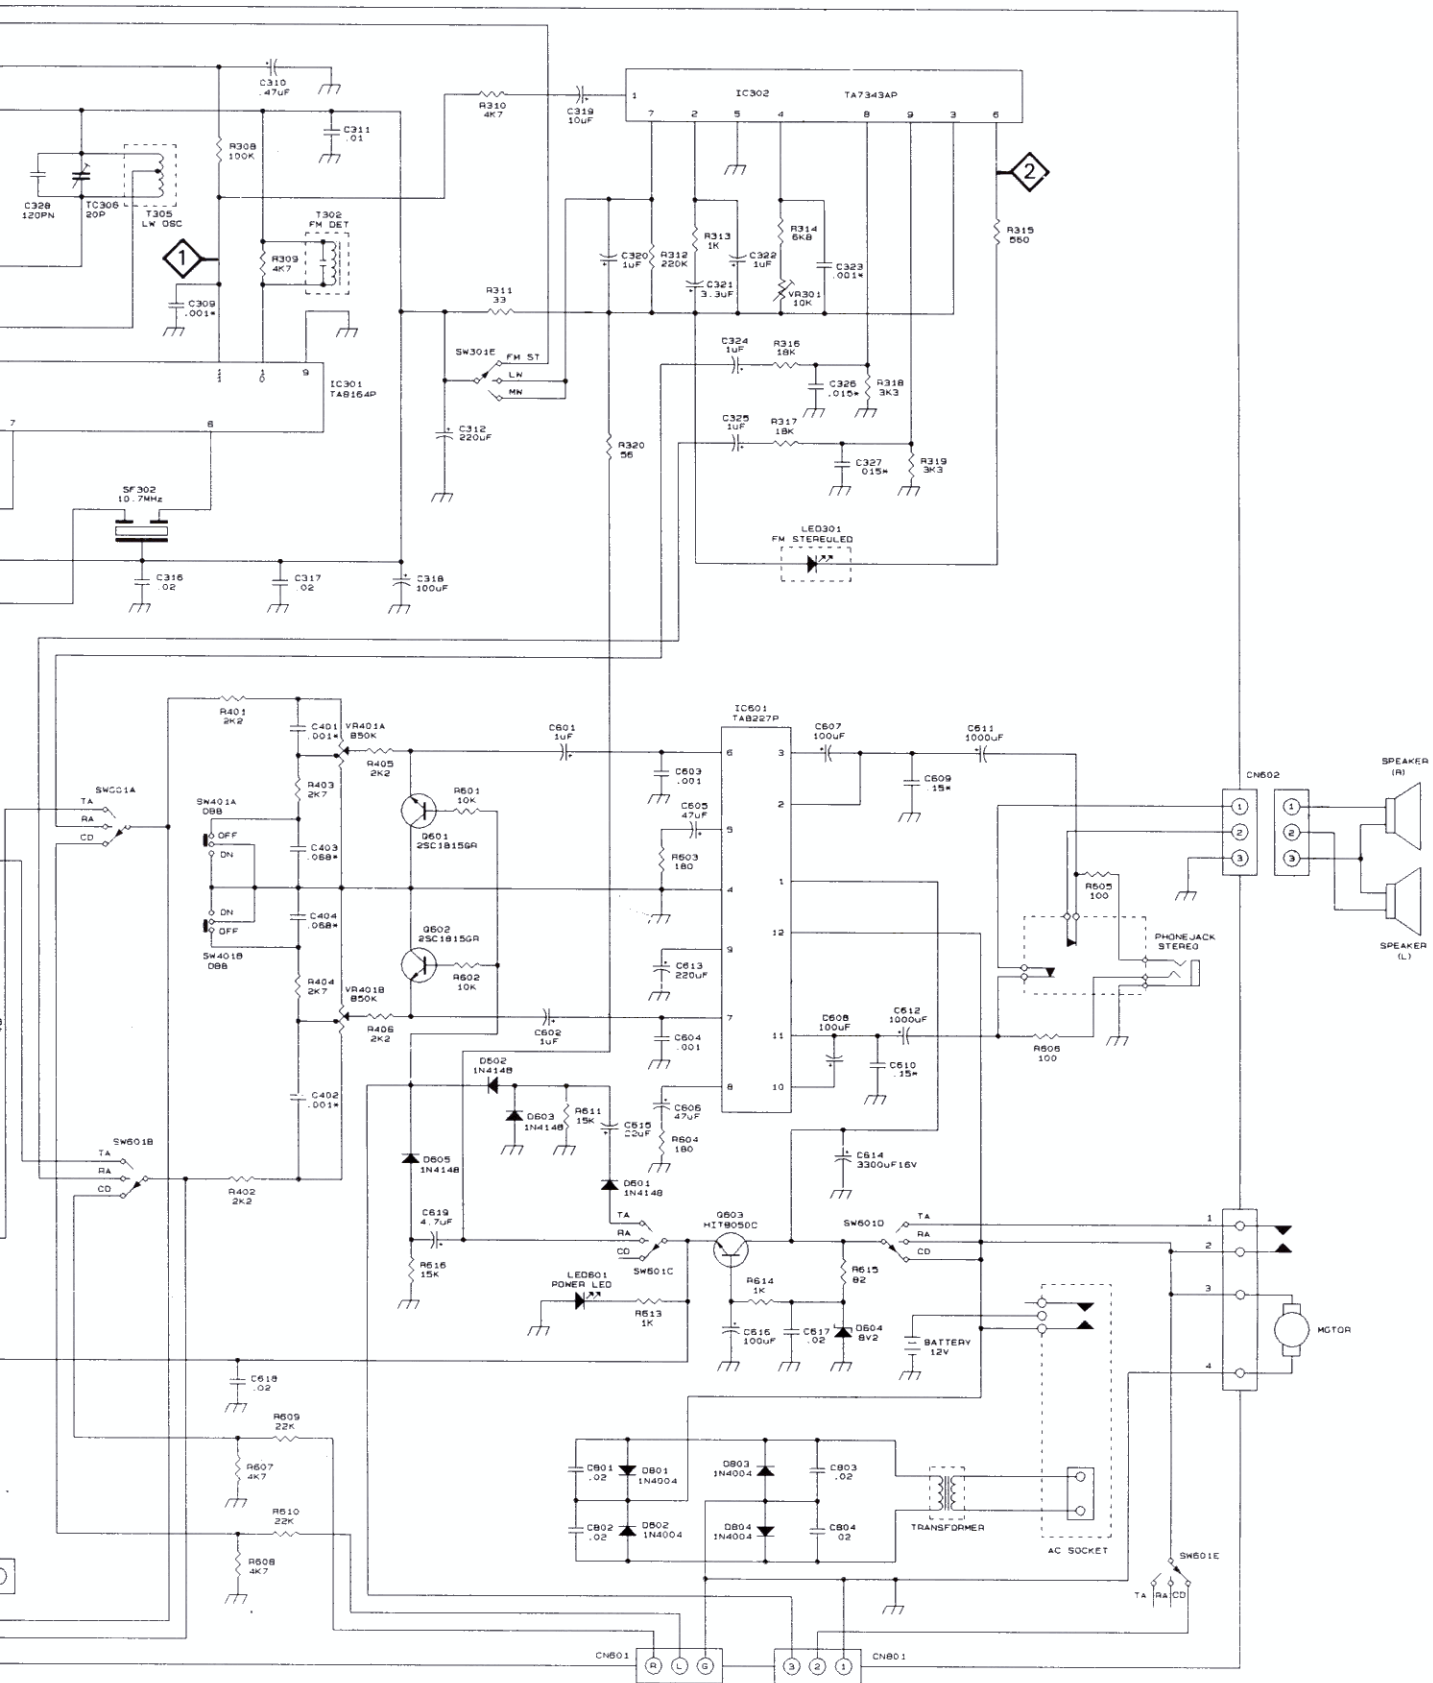 C310
.47uF
R310
4K7
C319
10uF
1
IC302
TA7343AP
7
2
5
4
8
9
3
6
C311
.01
R308
100K
2
C328
120PN
TC306
20P
T305
LW OSC
T302
FM DET
1
R309
4K7
C309
.001*
R311
33
C320
1uF
R312
220K
R313
1K
C321
3.3uF
C322
1uF
R314
6K8
VR301
10K
C323
.001*
R315
560
SW301E
FM ST
LW
MW
C324
1uF
R316
18K
C326
.015*
R318
3K3
11
10
9
IC301
TA8164P
7
6
C312
220uF
R320
56
C325
1uF
R317
18K
C327
.015*
R319
3K3
SF302
10.7MHz
LED301
FM STEREULED
C316
.02
C317
.02
C318
100uF
R401
2K2
C401
.001*
VR401A
B50K
R405
2K2
C601
1uF
IC601
TA8227P
6
3
2
5
1
4
12
9
7
11
8
10
C607
100uF
C611
1000uF
C609
.15*
C603
.001
C605
47uF
R603
180
R403
2K7
R601
10K
Q601
2SC1815GR
SW601A
TA
RA
CD
SW401A
DBB
OFF
ON
C403
.068*
C404
.068*
ON
OFF
SW401B
DBB
Q602
2SC1815GR
R602
10K
R404
2K7
VR401B
B50K
R406
2K2
C602
1uF
C613
220uF
C604
.001
C606
47uF
R604
180
C608
100uF
C612
1000uF
C610
.15*
CN602
1
2
3
1
2
3
SPEAKER
(R)
SPEAKER
(L)
R605
100
PHONEJACK
STEREO
R606
100
C402
.001*
D602
1N4148
D603
1N4148
R611
15K
C615
22uF
D605
1N4148
D601
1N4148
C614
3300uF16V
SW601B
TA
RA
CD
R402
2K2
C619
4.7uF
R616
15K
TA
RA
CD
SW601C
Q603
HIT8050C
SW601D
TA
RA
CD
LED601
POWER LED
R613
1K
R614
1K
R615
82
C616
100uF
C617
.02
D604
8V2
BATTERY
12V
1
2
3
4
MOTOR
C618
.02
R609
22K
R607
4K7
R610
22K
R608
4K7
C801
.02
D801
1N4004
D803
1N4004
C803
.02
C802
.02
D802
1N4004
D804
1N4004
C804
.02
TRANSFORMER
AC SOCKET
SW601E
TA
RA
CD
CN601
R
L
G
3
2
1
CN801